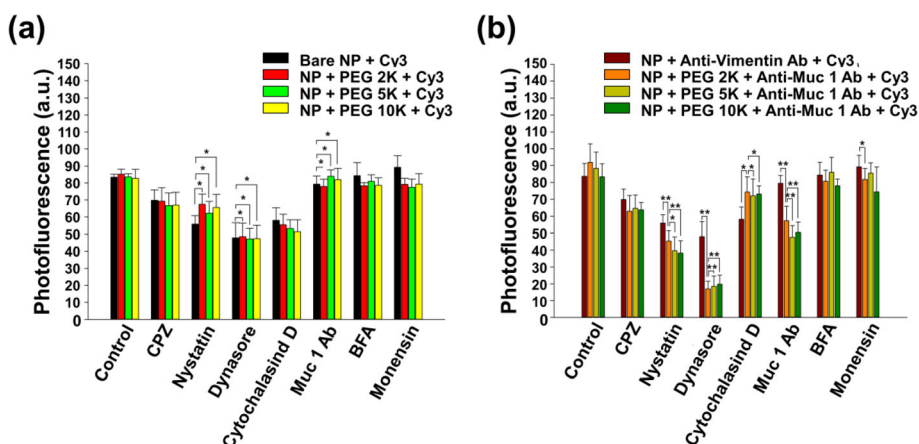 (a)
Bare NP + Cy3
NP + PEG 2K + Cy3
NP + PEG 5K + Cy3
NP + PEG 10K + Cy3
Photofluorescence (a.u.)
150
140
130
120
110
100
90
80
70
60
50
40
30
20
10
0
* * *
* * *
* * *
Control
CPZ
Nystatin
Dynasore
Cytochalasind D
Muc 1 Ab
BFA
Monensin
(b)
NP + Anti-Vimentin Ab + Cy3
NP + PEG 2K + Anti-Muc 1 Ab + Cy3
NP + PEG 5K + Anti-Muc 1 Ab + Cy3
NP + PEG 10K + Anti-Muc 1 Ab + Cy3
Photofluorescence (a.u.)
150
140
130
120
110
100
90
80
70
60
50
40
30
20
10
0
** * **
** ** **
* * *
** ** **
*
Control
CPZ
Nystatin
Dynasore
Cytochalasind D
Muc 1 Ab
BFA
Monensin